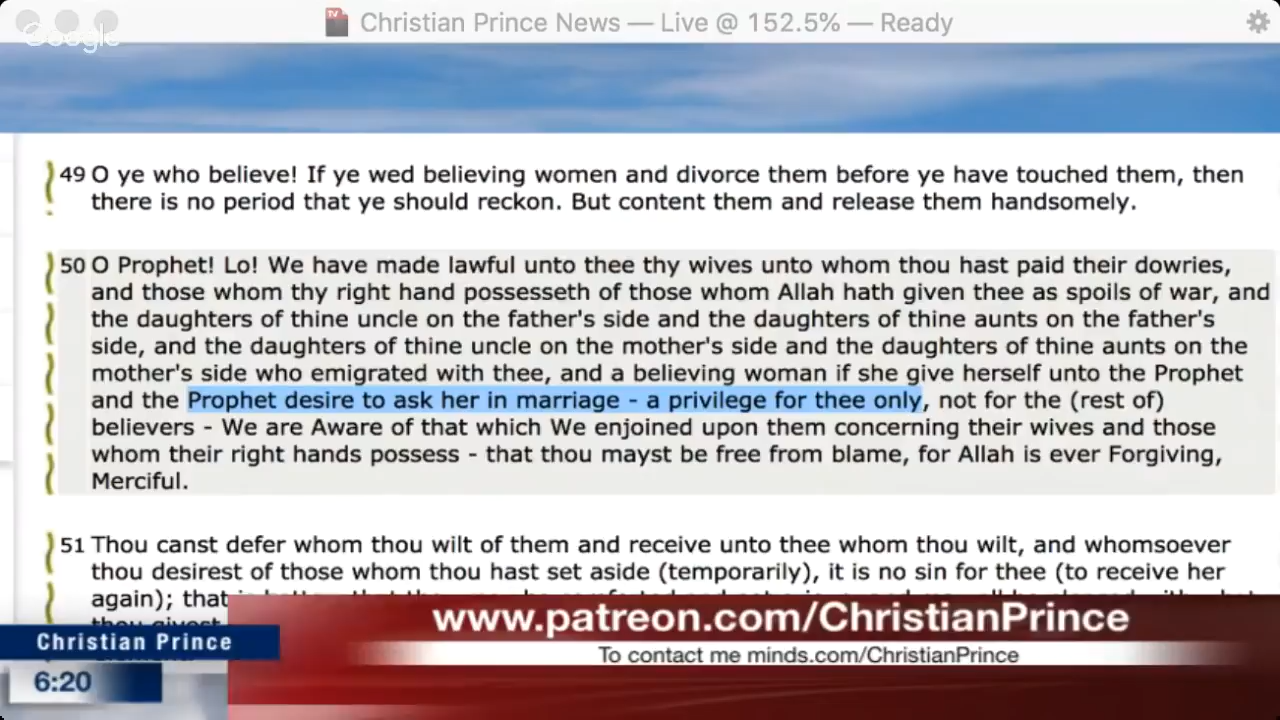 Christian Prince News — Live @ 152.5% — Ready
Google
49 O ye who believe! If ye wed believing women and divorce them before ye have touched them, then
there is no period that ye should reckon. But content them and release them handsomely.
50 O Prophet! Lo! We have made lawful unto thee thy wives unto whom thou hast paid their dowries,
and those whom thy right hand possesseth of those whom Allah hath given thee as spoils of war, and
the daughters of thine uncle on the father's side and the daughters of thine aunts on the father's
side, and the daughters of thine uncle on the mother's side and the daughters of thine aunts on the
mother's side who emigrated with thee, and a believing woman if she give herself unto the Prophet
and the Prophet desire to ask her in marriage - a privilege for thee only, not for the (rest of)
believers - We are Aware of that which We enjoined upon them concerning their wives and those
whom their right hands possess - that thou mayst be free from blame, for Allah is ever Forgiving,
Merciful.
51 Thou canst defer whom thou wilt of them and receive unto thee whom thou wilt, and whomsoever
thou desirest of those whom thou hast set aside (temporarily), it is no sin for thee (to receive her
again); that
www.patreon.com/ChristianPrince
Christian Prince
To contact me minds.com/ChristianPrince
6:20